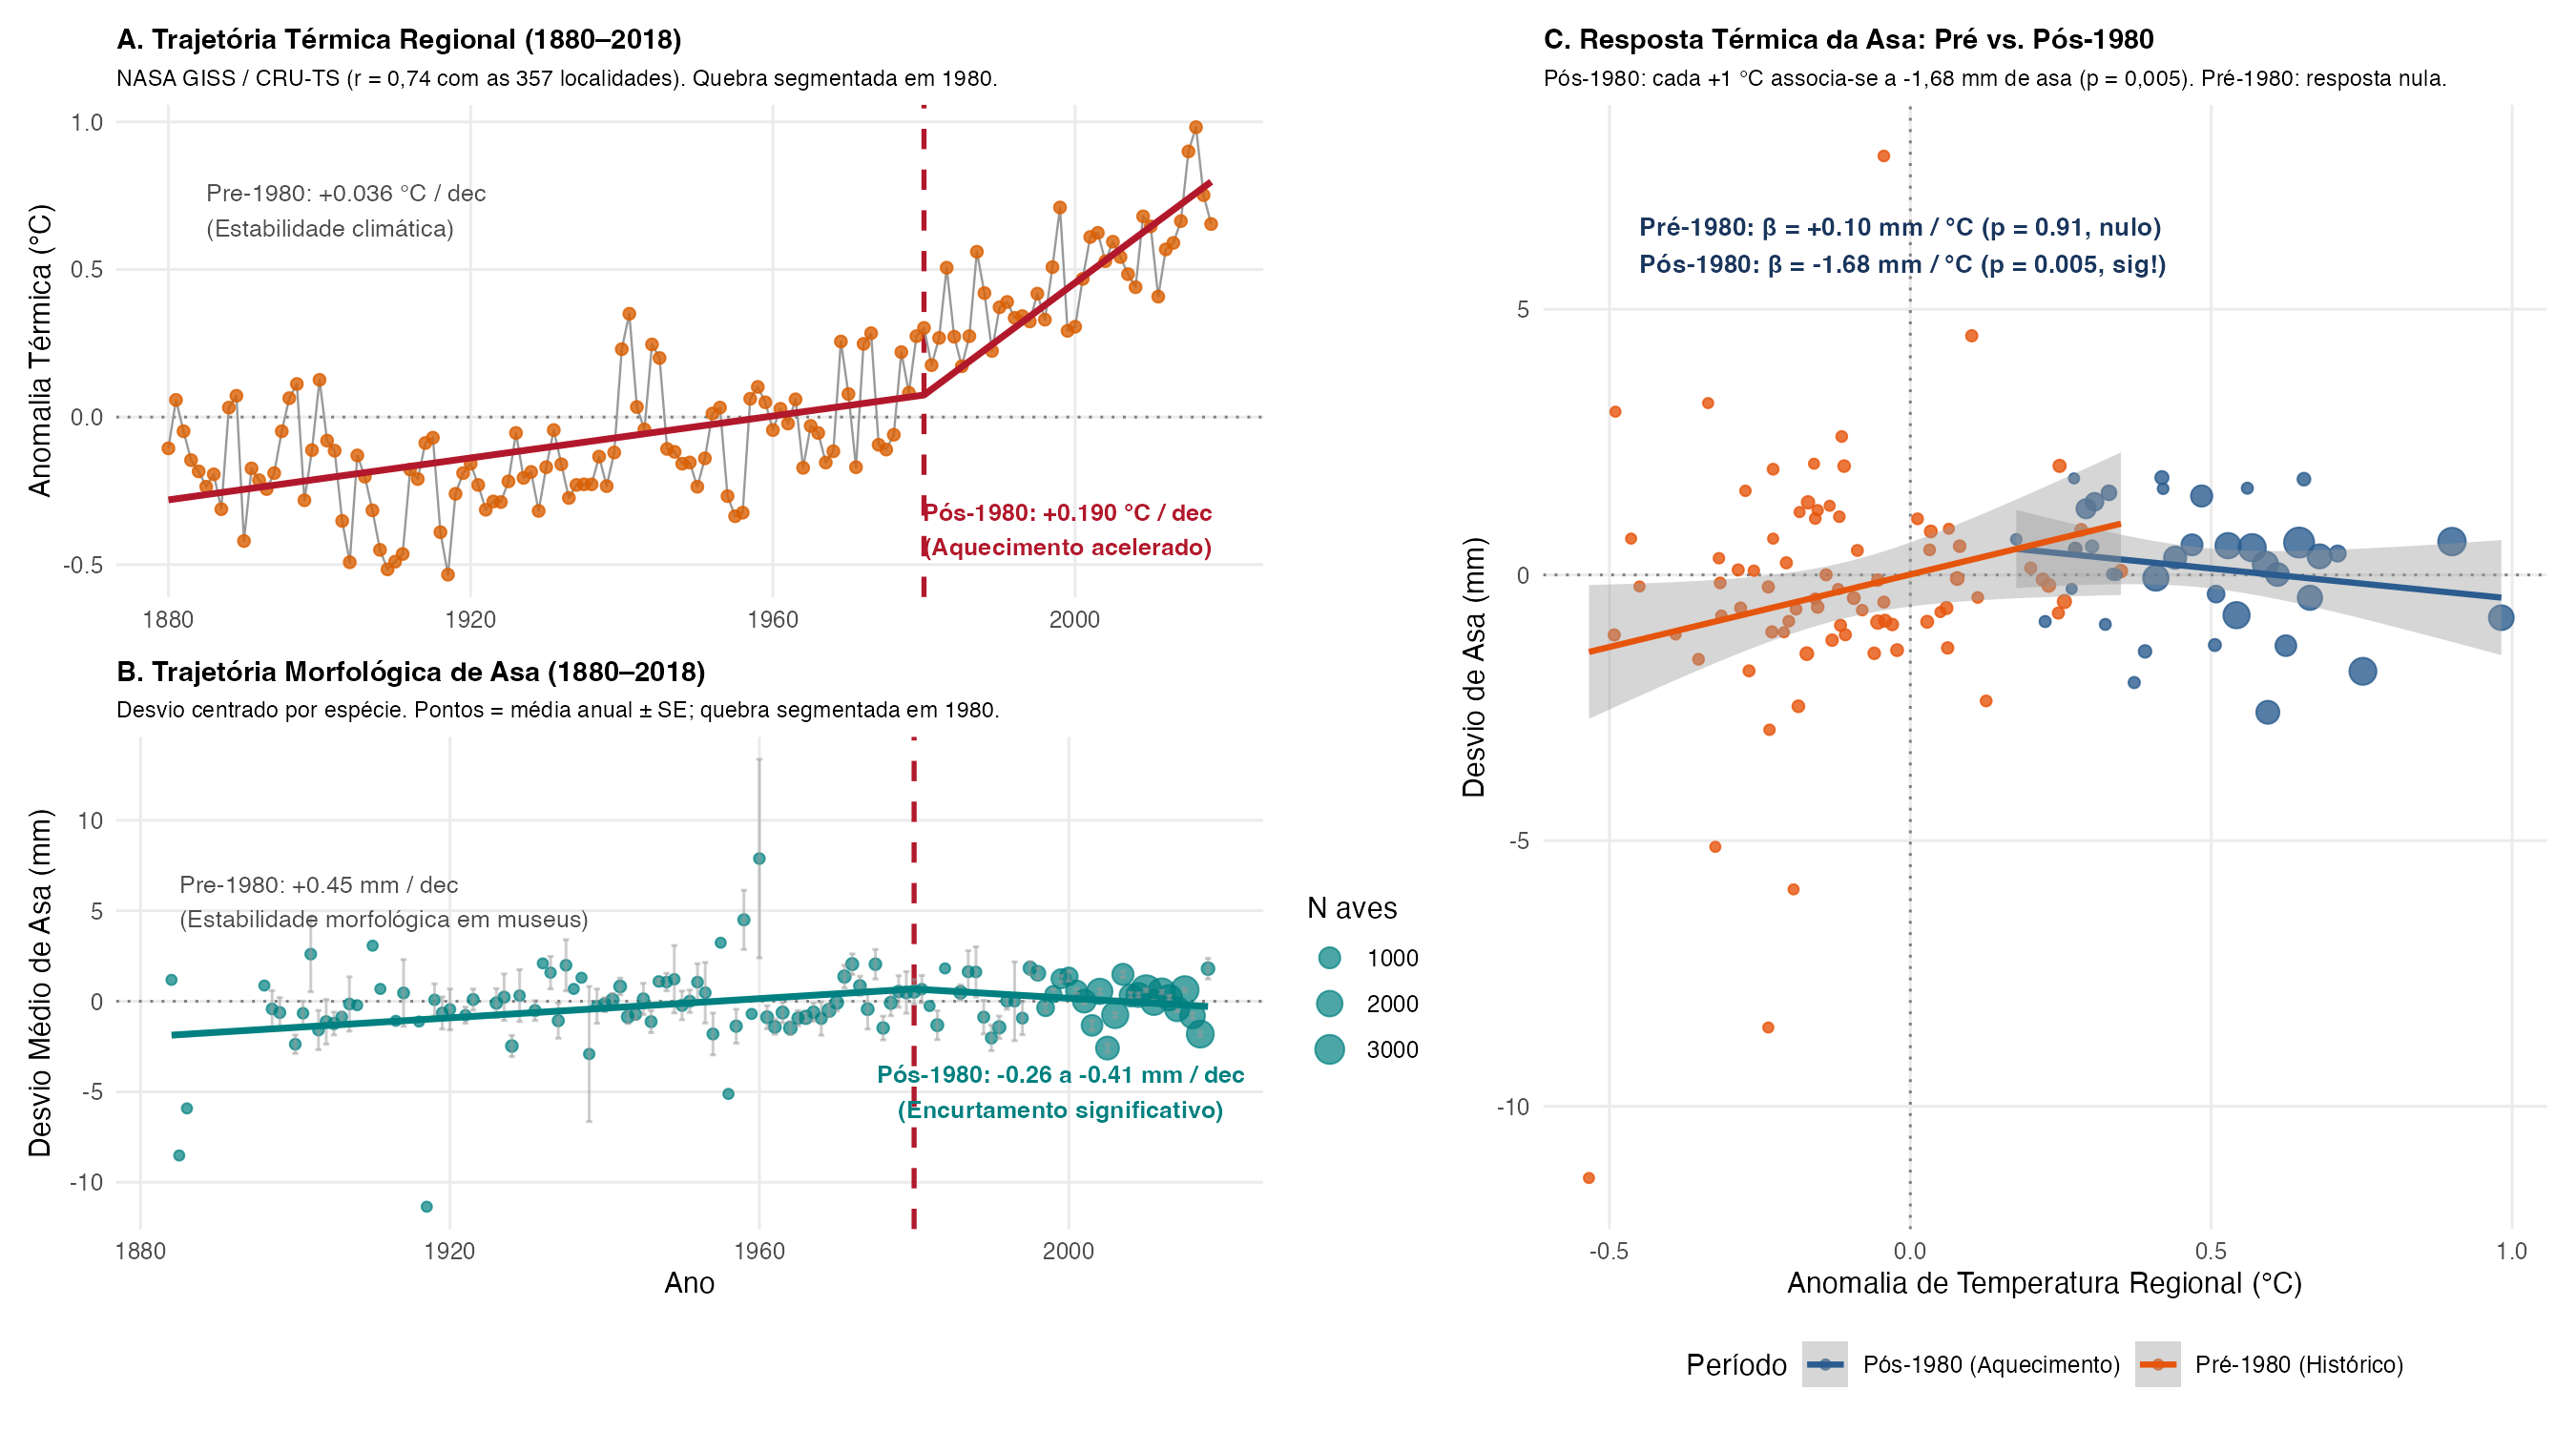 A. Trajetória Térmica Regional (1880–2018)
NASA GISS / CRU-TS (r = 0,74 com as 357 localidades). Quebra segmentada em 1980.
Anomalia Térmica (°C)
1.0
0.5
0.0
-0.5
Pre-1980: +0.036 °C / dec
(Estabilidade climática)
Pós-1980: +0.190 °C / dec
(Aquecimento acelerado)
1880
1920
1960
2000
B. Trajetória Morfológica de Asa (1880–2018)
Desvio centrado por espécie. Pontos = média anual ± SE; quebra segmentada em 1980.
Desvio Médio de Asa (mm)
10
5
0
-5
-10
Pre-1980: +0.45 mm / dec
(Estabilidade morfológica em museus)
Pós-1980: -0.26 a -0.41 mm / dec
(Encurtamento significativo)
1880
1920
1960
2000
Ano
N aves
1000
2000
3000
C. Resposta Térmica da Asa: Pré vs. Pós-1980
Pós-1980: cada +1 °C associa-se a -1,68 mm de asa (p = 0,005). Pré-1980: resposta nula.
Pré-1980: β = +0.10 mm / °C (p = 0.91, nulo)
Pós-1980: β = -1.68 mm / °C (p = 0.005, sig!)
Desvio de Asa (mm)
5
0
-5
-10
-0.5
0.0
0.5
1.0
Anomalia de Temperatura Regional (°C)
Período
Pós-1980 (Aquecimento)
Pré-1980 (Histórico)